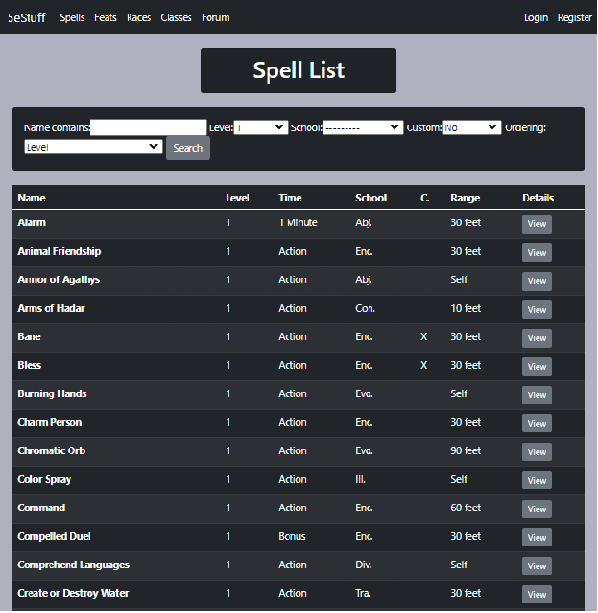 5eStuff Spells Feats Races Classes Forum Login Register
Spell List
Name contains: Level: 1 School: --------- Custom: No Ordering:
Level Search
Name Level Time School C. Range Details
Alarm 1 1 Minute Abj. 30 feet View
Animal Friendship 1 Action Enc. 30 feet View
Armor of Agathys 1 Action Abj. Self View
Arms of Hadar 1 Action Con. 10 feet View
Bane 1 Action Enc. X 30 feet View
Bless 1 Action Enc. X 30 feet View
Burning Hands 1 Action Evo. Self View
Charm Person 1 Action Enc. 30 feet View
Chromatic Orb 1 Action Evo. 90 feet View
Color Spray 1 Action Ill. Self View
Command 1 Action Enc. 60 feet View
Compelled Duel 1 Bonus Enc. 30 feet View
Comprehend Languages 1 Action Div. Self View
Create or Destroy Water 1 Action Tra. 30 feet View